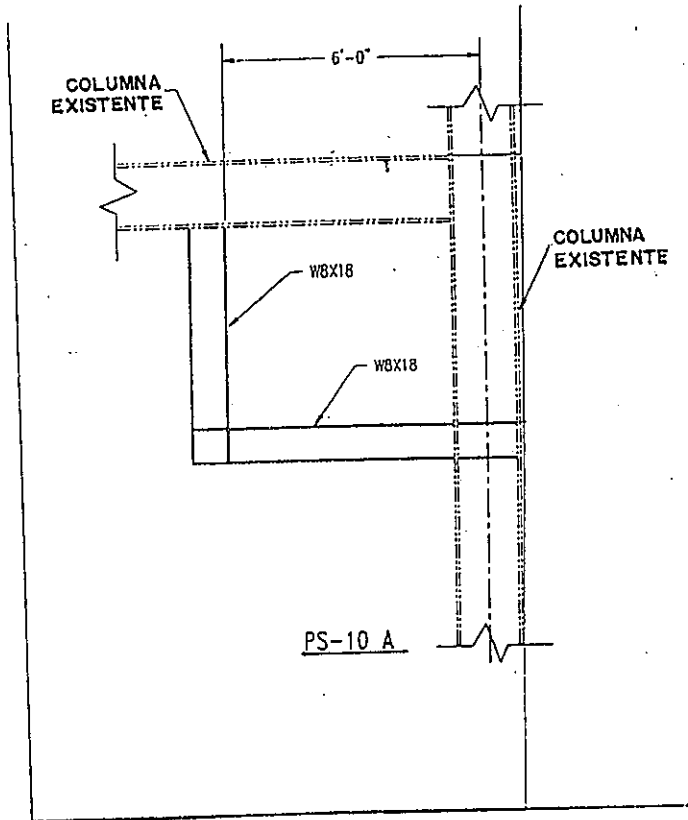 6'-0"
COLUMNA
EXISTENTE
COLUMNA
EXISTENTE
W8X18
W8X18
PS-10 A